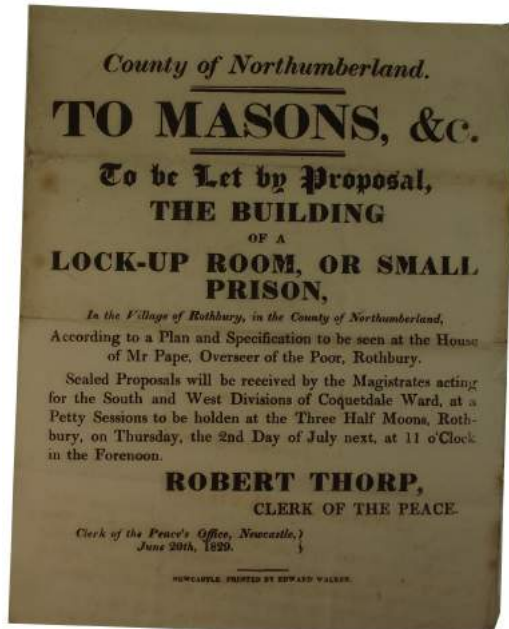 County of Northumberland.
TO MASONS, &c.
To be Let by Proposal,
THE BUILDING
OF A
LOCK-UP ROOM, OR SMALL
PRISON,
In the Village of Rothbury, in the County of Northumberland,
According to a Plan and Specification to be seen at the House
of Mr Pape, Overseer of the Poor, Rothbury.
Sealed Proposals will be received by the Magistrates acting
for the South and West Divisions of Coquetdale Ward, at a
Petty Sessions to be holden at the Three Half Moons, Roth-
bury, on Thursday, the 2nd Day of July next, at 11 o'Clock
in the Forenoon.
ROBERT THORP,
CLERK OF THE PEACE.
Clerk of the Peace's Office, Newcastle,}
June 20th, 1829.
NEWCASTLE, PRINTED BY EDWARD WALKER.